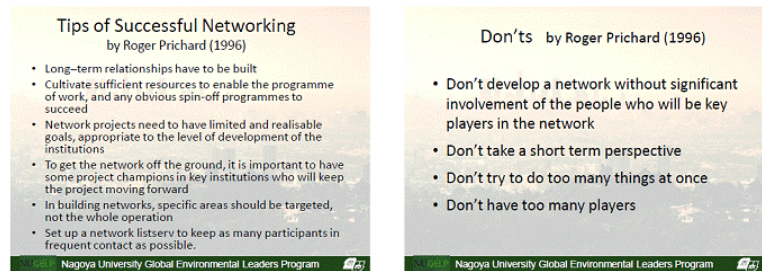 Tips of Successful Networking
by Roger Prichard (1996)
• Long–term relationships have to be built
• Cultivate sufficient resources to enable the programme
of work, and any obvious spin-off programmes to
succeed
• Network projects need to have limited and realisable
goals, appropriate to the level of development of the
institutions
• To get the network off the ground, it is important to have
some project champions in key institutions who will keep
the project moving forward
• In building networks, specific areas should be targeted,
not the whole operation
• Set up a network listserv to keep as many participants in
frequent contact as possible.
Nagoya University Global Environmental Leaders Program
Don'ts by Roger Prichard (1996)
• Don't develop a network without significant
involvement of the people who will be key
players in the network
• Don't take a short term perspective
• Don't try to do too many things at once
• Don't have too many players
Nagoya University Global Environmental Leaders Program